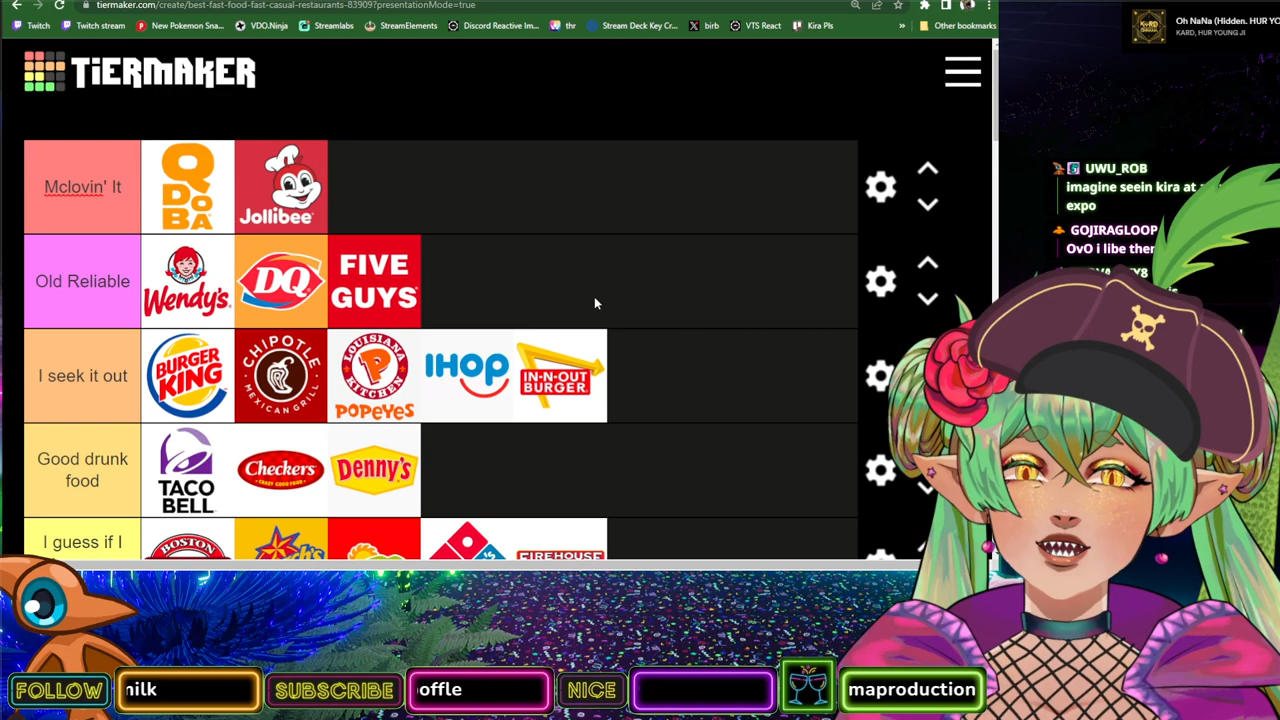 tiermaker.com/create/best-fast-food-fast-casual-restaurants-83909?presentationMode=true
Twitch
Twitch stream
New Pokemon Sna...
VDO.Ninja
Streamlabs
StreamElements
Discord Reactive Im...
thr
Stream Deck Key Cr...
birb
VTS React
Kira Pls
»
Other bookmarks
Oh NaNa (Hidden. HUR YO
KARD, HUR YOUNG JI
TiERMAKER
Mclovin' It
QDOBA
Jollibee
UWU_ROB
imagine seein kira at
expo
GOJIRAGLOOP
OvO i libe
Old Reliable
Wendy's
DQ
FIVE GUYS
I seek it out
BURGER KING
CHIPOTLE MEXICAN GRILL
LOUISIANA KITCHEN POPEYES
IHOP
IN-N-OUT BURGER
Good drunk
food
TACO BELL
Checkers
CRAZY GOOD FOOD
Denny's
I guess if I
BOSTON
FIREHOUSE
FOLLOW
SUBSCRIBE
offle
NICE
maproduction